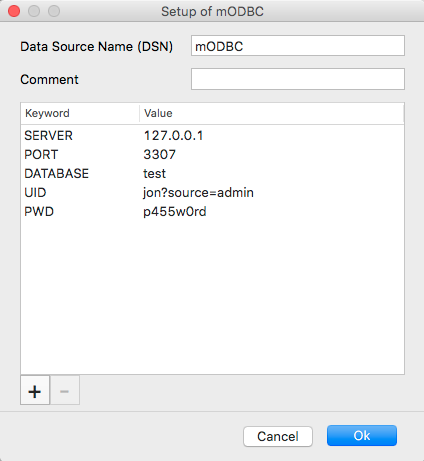 Setup of mODBC
Data Source Name (DSN) mODBC
Comment
Keyword Value
SERVER 127.0.0.1
PORT 3307
DATABASE test
UID jon?source=admin
PWD p455w0rd
+ −
Cancel Ok